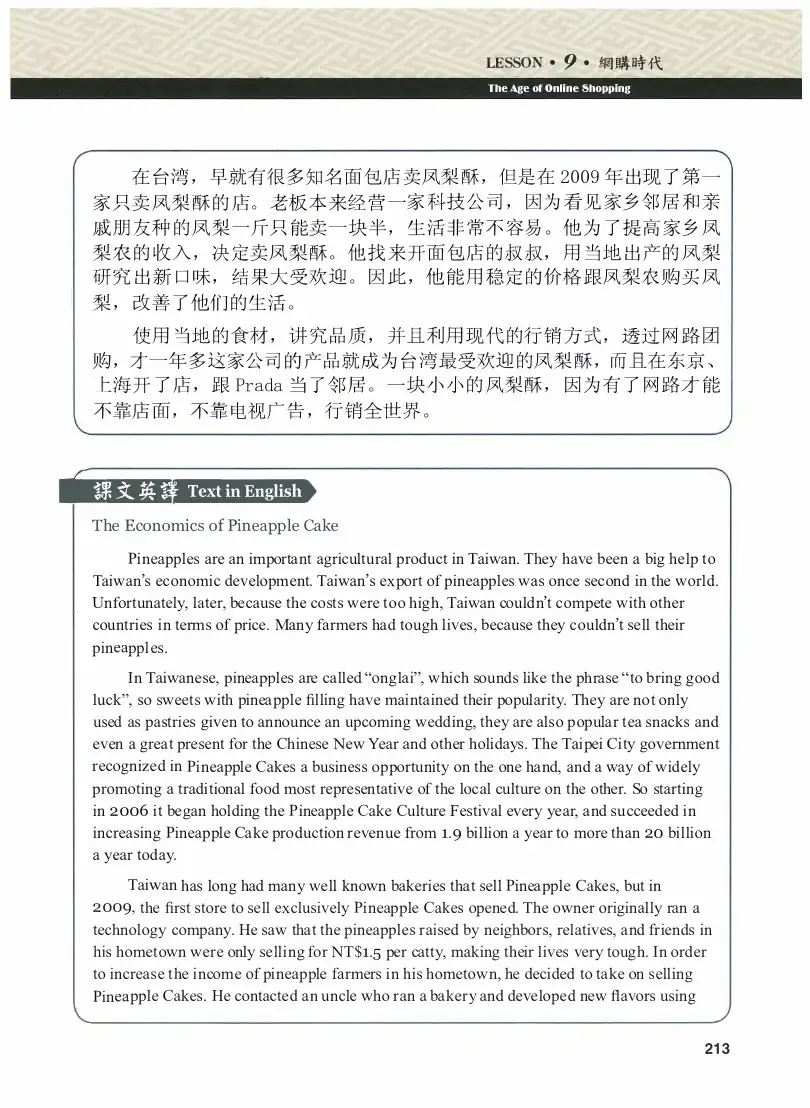 LESSON • 9 • 網購時代
The Age of Online Shopping
在台湾，早就有很多知名面包店卖凤梨酥，但是在 2009 年出现了第一
家只卖凤梨酥的店。老板本来经营一家科技公司，因为看见家乡邻居和亲
戚朋友种的凤梨一斤只能卖一块半，生活非常不容易。他为了提高家乡凤
梨农的收入，决定卖凤梨酥。他找来开面包店的叔叔，用当地出产的凤梨
研究出新口味，结果大受欢迎。因此，他能用稳定的价格跟凤梨农购买凤
梨，改善了他们的生活。
使用当地的食材，讲究品质，并且利用现代的行销方式，透过网路团
购，才一年多这家公司的产品就成为台湾最受欢迎的凤梨酥，而且在东京、
上海开了店，跟 Prada 当了邻居。一块小小的凤梨酥，因为有了网路才能
不靠店面，不靠电视广告，行销全世界。
課文英譯 Text in English
The Economics of Pineapple Cake
Pineapples are an important agricultural product in Taiwan. They have been a big help to
Taiwan's economic development. Taiwan's export of pineapples was once second in the world.
Unfortunately, later, because the costs were too high, Taiwan couldn't compete with other
countries in terms of price. Many farmers had tough lives, because they couldn't sell their
pineapples.
In Taiwanese, pineapples are called "onglai", which sounds like the phrase "to bring good
luck", so sweets with pineapple filling have maintained their popularity. They are not only
used as pastries given to announce an upcoming wedding, they are also popular tea snacks and
even a great present for the Chinese New Year and other holidays. The Taipei City government
recognized in Pineapple Cakes a business opportunity on the one hand, and a way of widely
promoting a traditional food most representative of the local culture on the other. So starting
in 2006 it began holding the Pineapple Cake Culture Festival every year, and succeeded in
increasing Pineapple Cake production revenue from 1.9 billion a year to more than 20 billion
a year today.
Taiwan has long had many well known bakeries that sell Pineapple Cakes, but in
2009, the first store to sell exclusively Pineapple Cakes opened. The owner originally ran a
technology company. He saw that the pineapples raised by neighbors, relatives, and friends in
his hometown were only selling for NT$1.5 per catty, making their lives very tough. In order
to increase the income of pineapple farmers in his hometown, he decided to take on selling
Pineapple Cakes. He contacted an uncle who ran a bakery and developed new flavors using
213